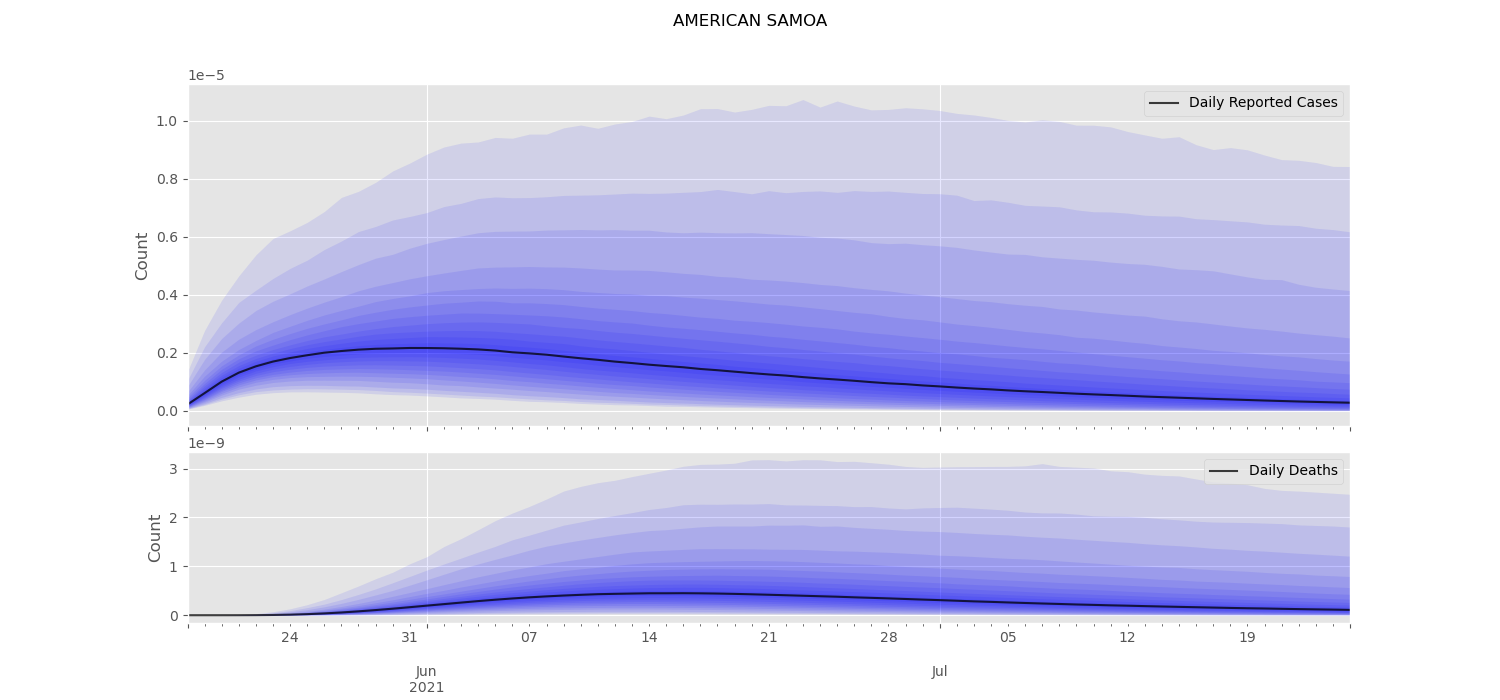 AMERICAN SAMOA
1e−5
Daily Reported Cases
1.0
0.8
0.6
0.4
0.2
0.0
Count
1e−9
Daily Deaths
3
2
1
0
Count
24 31 07 14 21 28 05 12 19
Jun Jul
2021